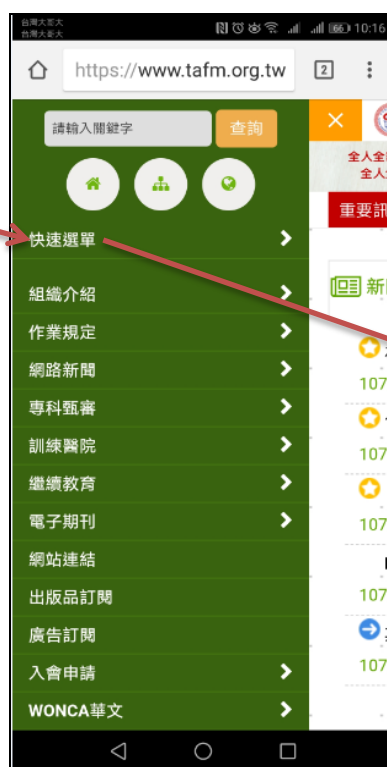 台灣大哥大
台灣大哥大
66 10:16
https://www.tafm.org.tw
2
請輸入關鍵字
查詢
快速選單
組織介紹
作業規定
網路新聞
專科甄審
訓練醫院
繼續教育
電子期刊
網站連結
出版品訂閱
廣告訂閱
入會申請
WONCA華文
全人全
全人
重要訊
新
107
107
107
107
107